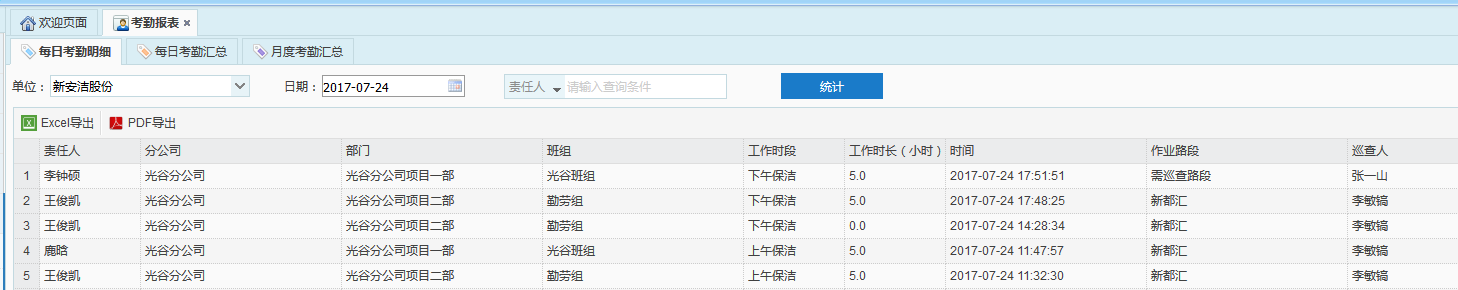 欢迎页面 考勤报表
每日考勤明细 每日考勤汇总 月度考勤汇总
单位： 新安洁股份 日期： 2017-07-24 责任人 请输入查询条件 统计
Excel导出 PDF导出
责任人 分公司 部门 班组 工作时段 工作时长（小时） 时间 作业路段 巡查人
1 李钟硕 光谷分公司 光谷分公司项目一部 光谷班组 下午保洁 5.0 2017-07-24 17:51:51 需巡查路段 张一山
2 王俊凯 光谷分公司 光谷分公司项目二部 勤劳组 下午保洁 5.0 2017-07-24 17:48:25 新都汇 李敏镐
3 王俊凯 光谷分公司 光谷分公司项目二部 勤劳组 下午保洁 0.0 2017-07-24 14:28:34 新都汇 李敏镐
4 鹿晗 光谷分公司 光谷分公司项目一部 光谷班组 上午保洁 5.0 2017-07-24 11:47:57 新都汇 李敏镐
5 王俊凯 光谷分公司 光谷分公司项目二部 勤劳组 上午保洁 5.0 2017-07-24 11:32:30 新都汇 李敏镐